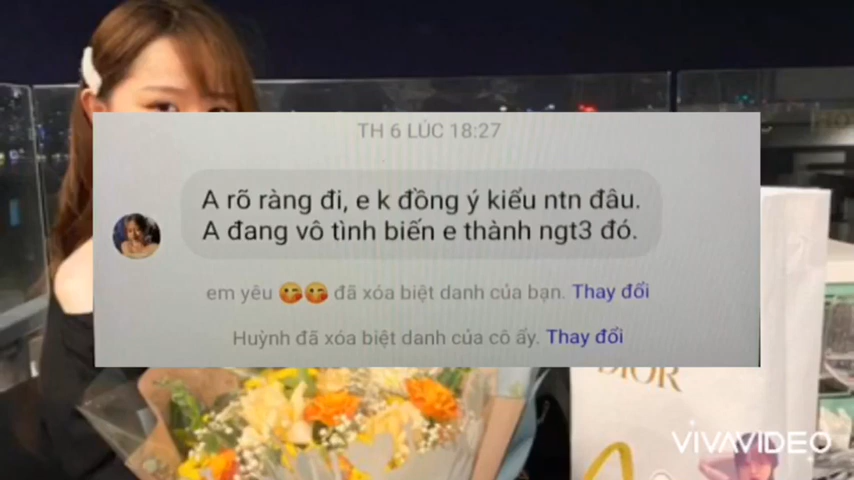 TH 6 LÚC 18:27
A rõ ràng đi, e k đồng ý kiểu ntn đâu.
A đang vô tình biến e thành ngt3 đó.
em yêu 😘😘 đã xóa biệt danh của bạn. Thay đổi
Huỳnh đã xóa biệt danh của cô ấy. Thay đổi
DIOR
VIVAVIDEO